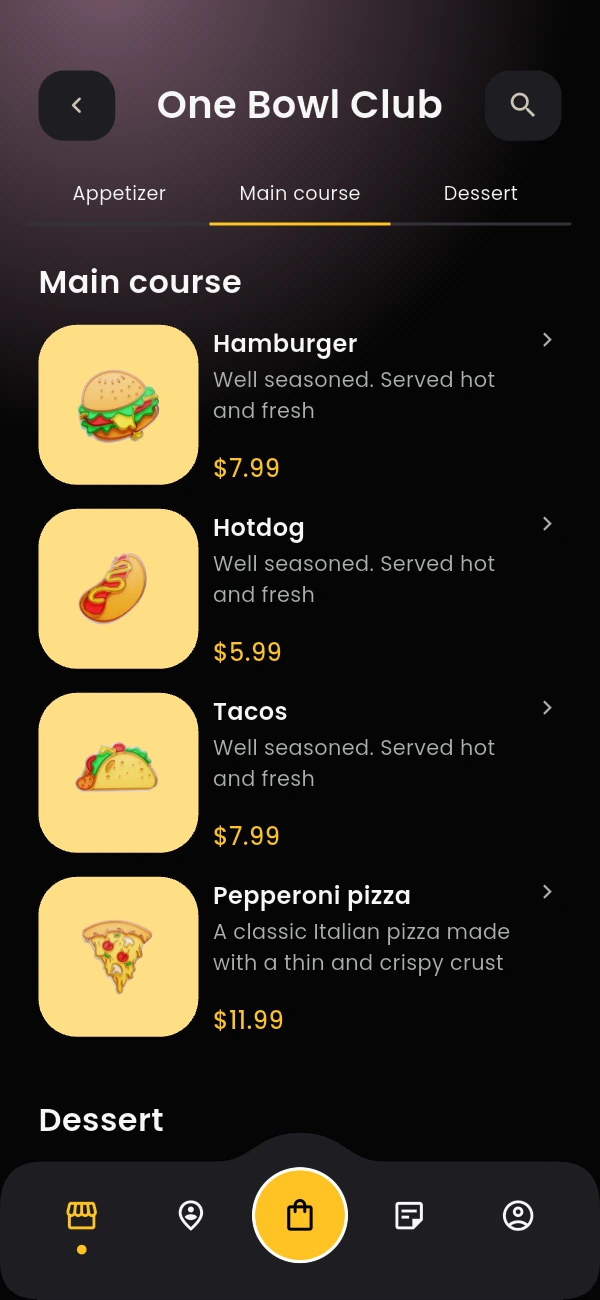 One Bowl Club
Appetizer
Main course
Dessert
Main course
Hamburger
Well seasoned. Served hot
and fresh
$7.99
Hotdog
Well seasoned. Served hot
and fresh
$5.99
Tacos
Well seasoned. Served hot
and fresh
$7.99
Pepperoni pizza
A classic Italian pizza made
with a thin and crispy crust
$11.99
Dessert